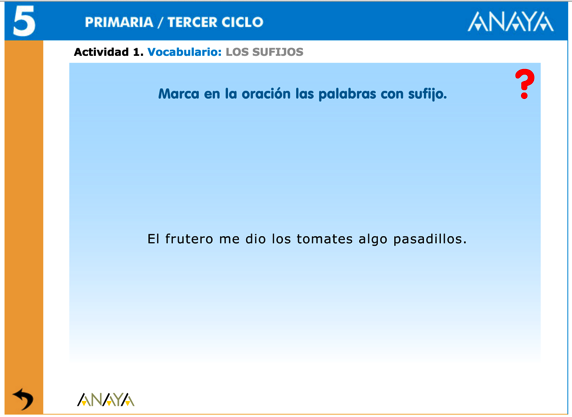 5 PRIMARIA / TERCER CICLO ANAYA
Actividad 1. Vocabulario: LOS SUFIJOS
Marca en la oración las palabras con sufijo. ?
El frutero me dio los tomates algo pasadillos.
ANAYA